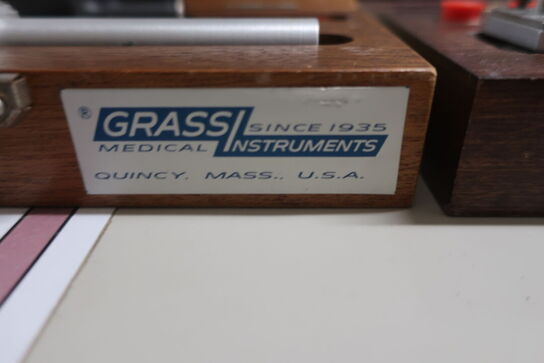 ® GRASS SINCE 1935
MEDICAL INSTRUMENTS
QUINCY, MASS., U.S.A.